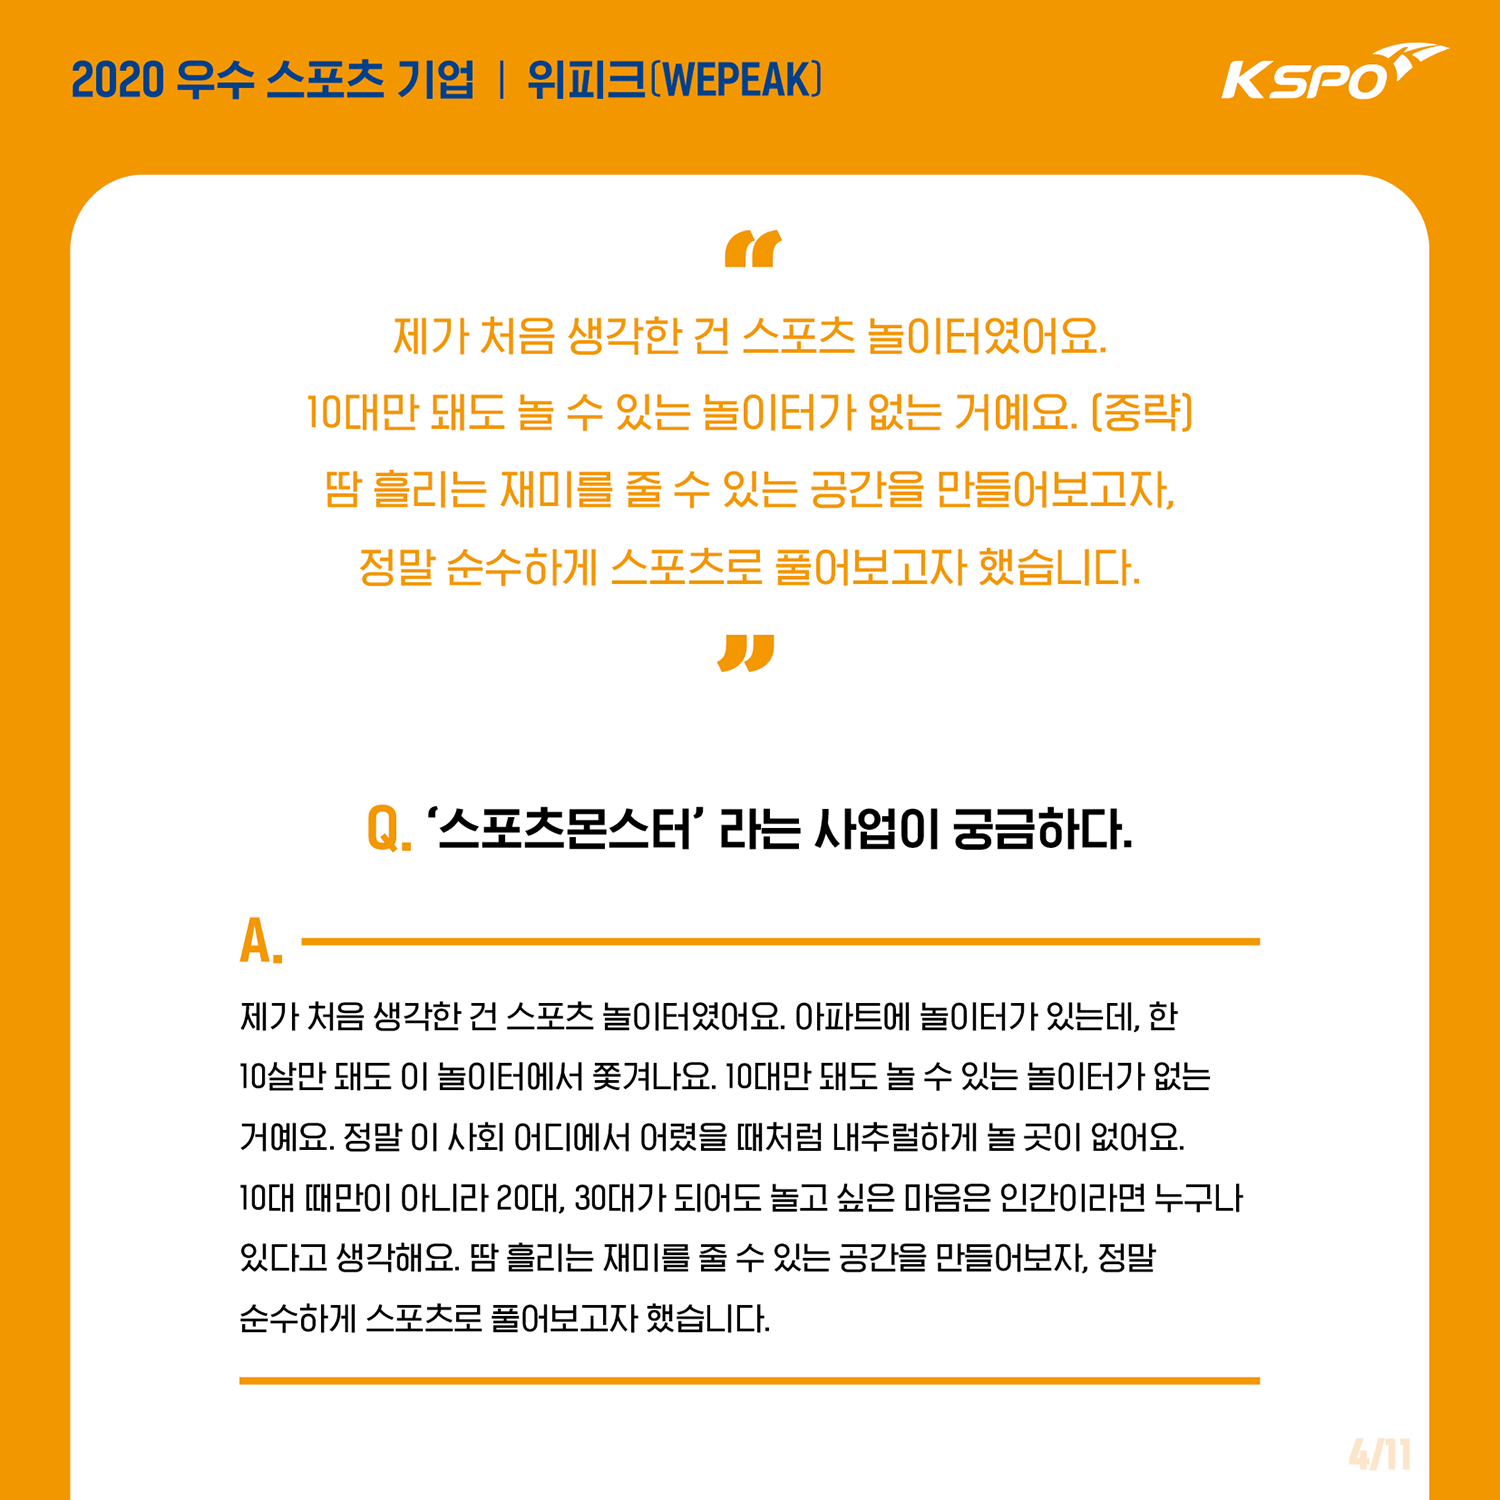 2020 우수 스포츠 기업 | 위피크(WEPEAK)
KSPO
“
제가 처음 생각한 건 스포츠 놀이터였어요.
10대만 돼도 놀 수 있는 놀이터가 없는 거예요. (중략)
땀 흘리는 재미를 줄 수 있는 공간을 만들어보고자,
정말 순수하게 스포츠로 풀어보고자 했습니다.
”
Q. ‘스포츠몬스터’ 라는 사업이 궁금하다.
A.
제가 처음 생각한 건 스포츠 놀이터였어요. 아파트에 놀이터가 있는데, 한
10살만 돼도 이 놀이터에서 쫓겨나요. 10대만 돼도 놀 수 있는 놀이터가 없는
거예요. 정말 이 사회 어디에서 어렸을 때처럼 내추럴하게 놀 곳이 없어요.
10대 때만이 아니라 20대, 30대가 되어도 놀고 싶은 마음은 인간이라면 누구나
있다고 생각해요. 땀 흘리는 재미를 줄 수 있는 공간을 만들어보자, 정말
순수하게 스포츠로 풀어보고자 했습니다.
4/11